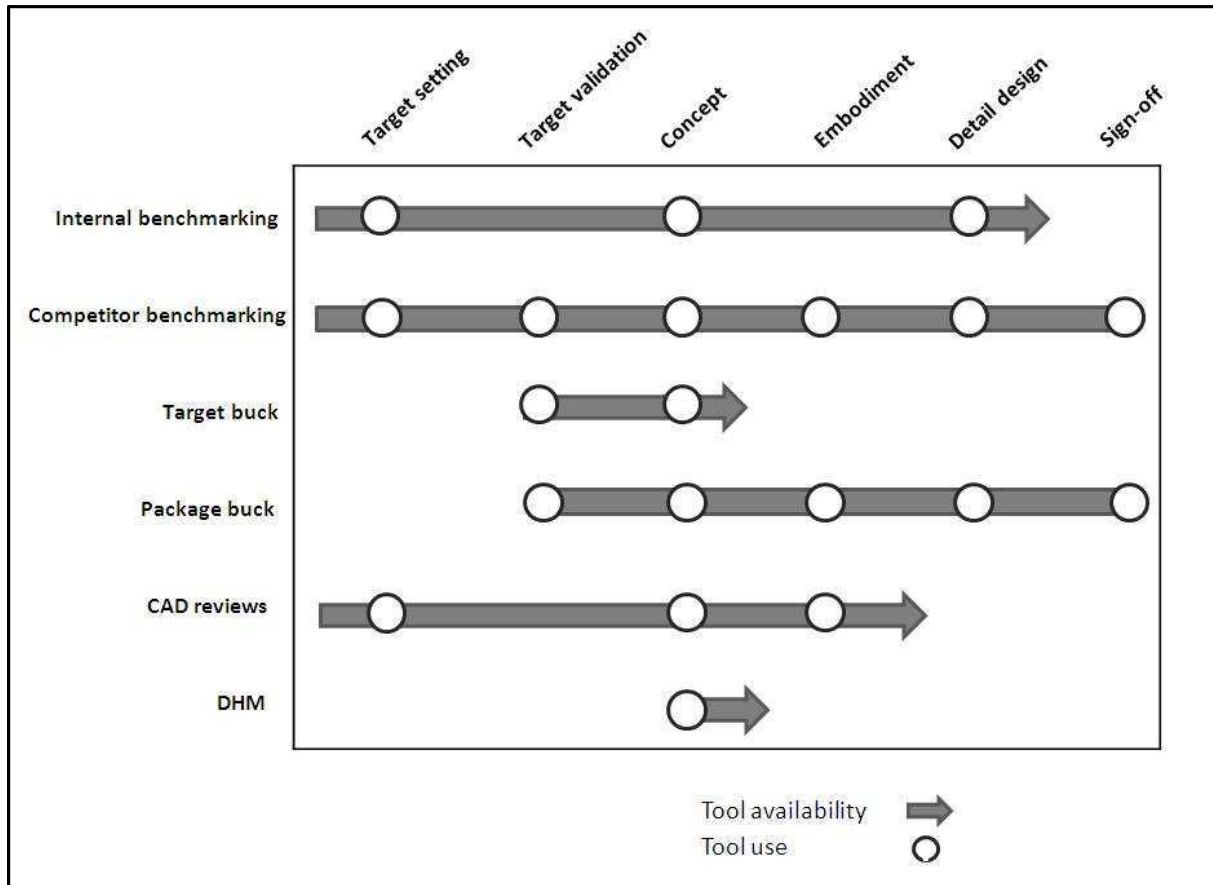 Target setting
Target validation
Concept
Embodiment
Detail design
Sign-off
Internal benchmarking
Competitor benchmarking
Target buck
Package buck
CAD reviews
DHM
Tool availability
Tool use